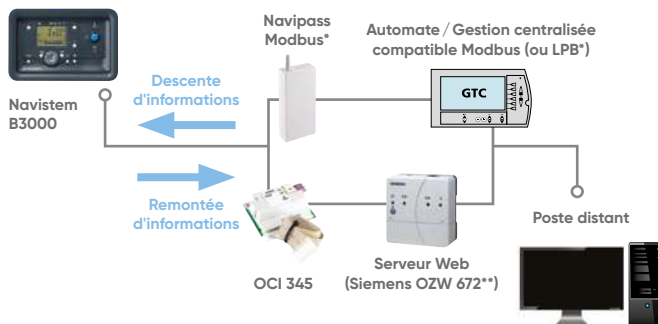 Navipass
Modbus*
Automate / Gestion centralisée
compatible Modbus (ou LPB*)
Descente
d'informations
GTC
Navistem
B3000
Remontée
d'informations
Poste distant
OCI 345
Serveur Web
(Siemens OZW 672**)